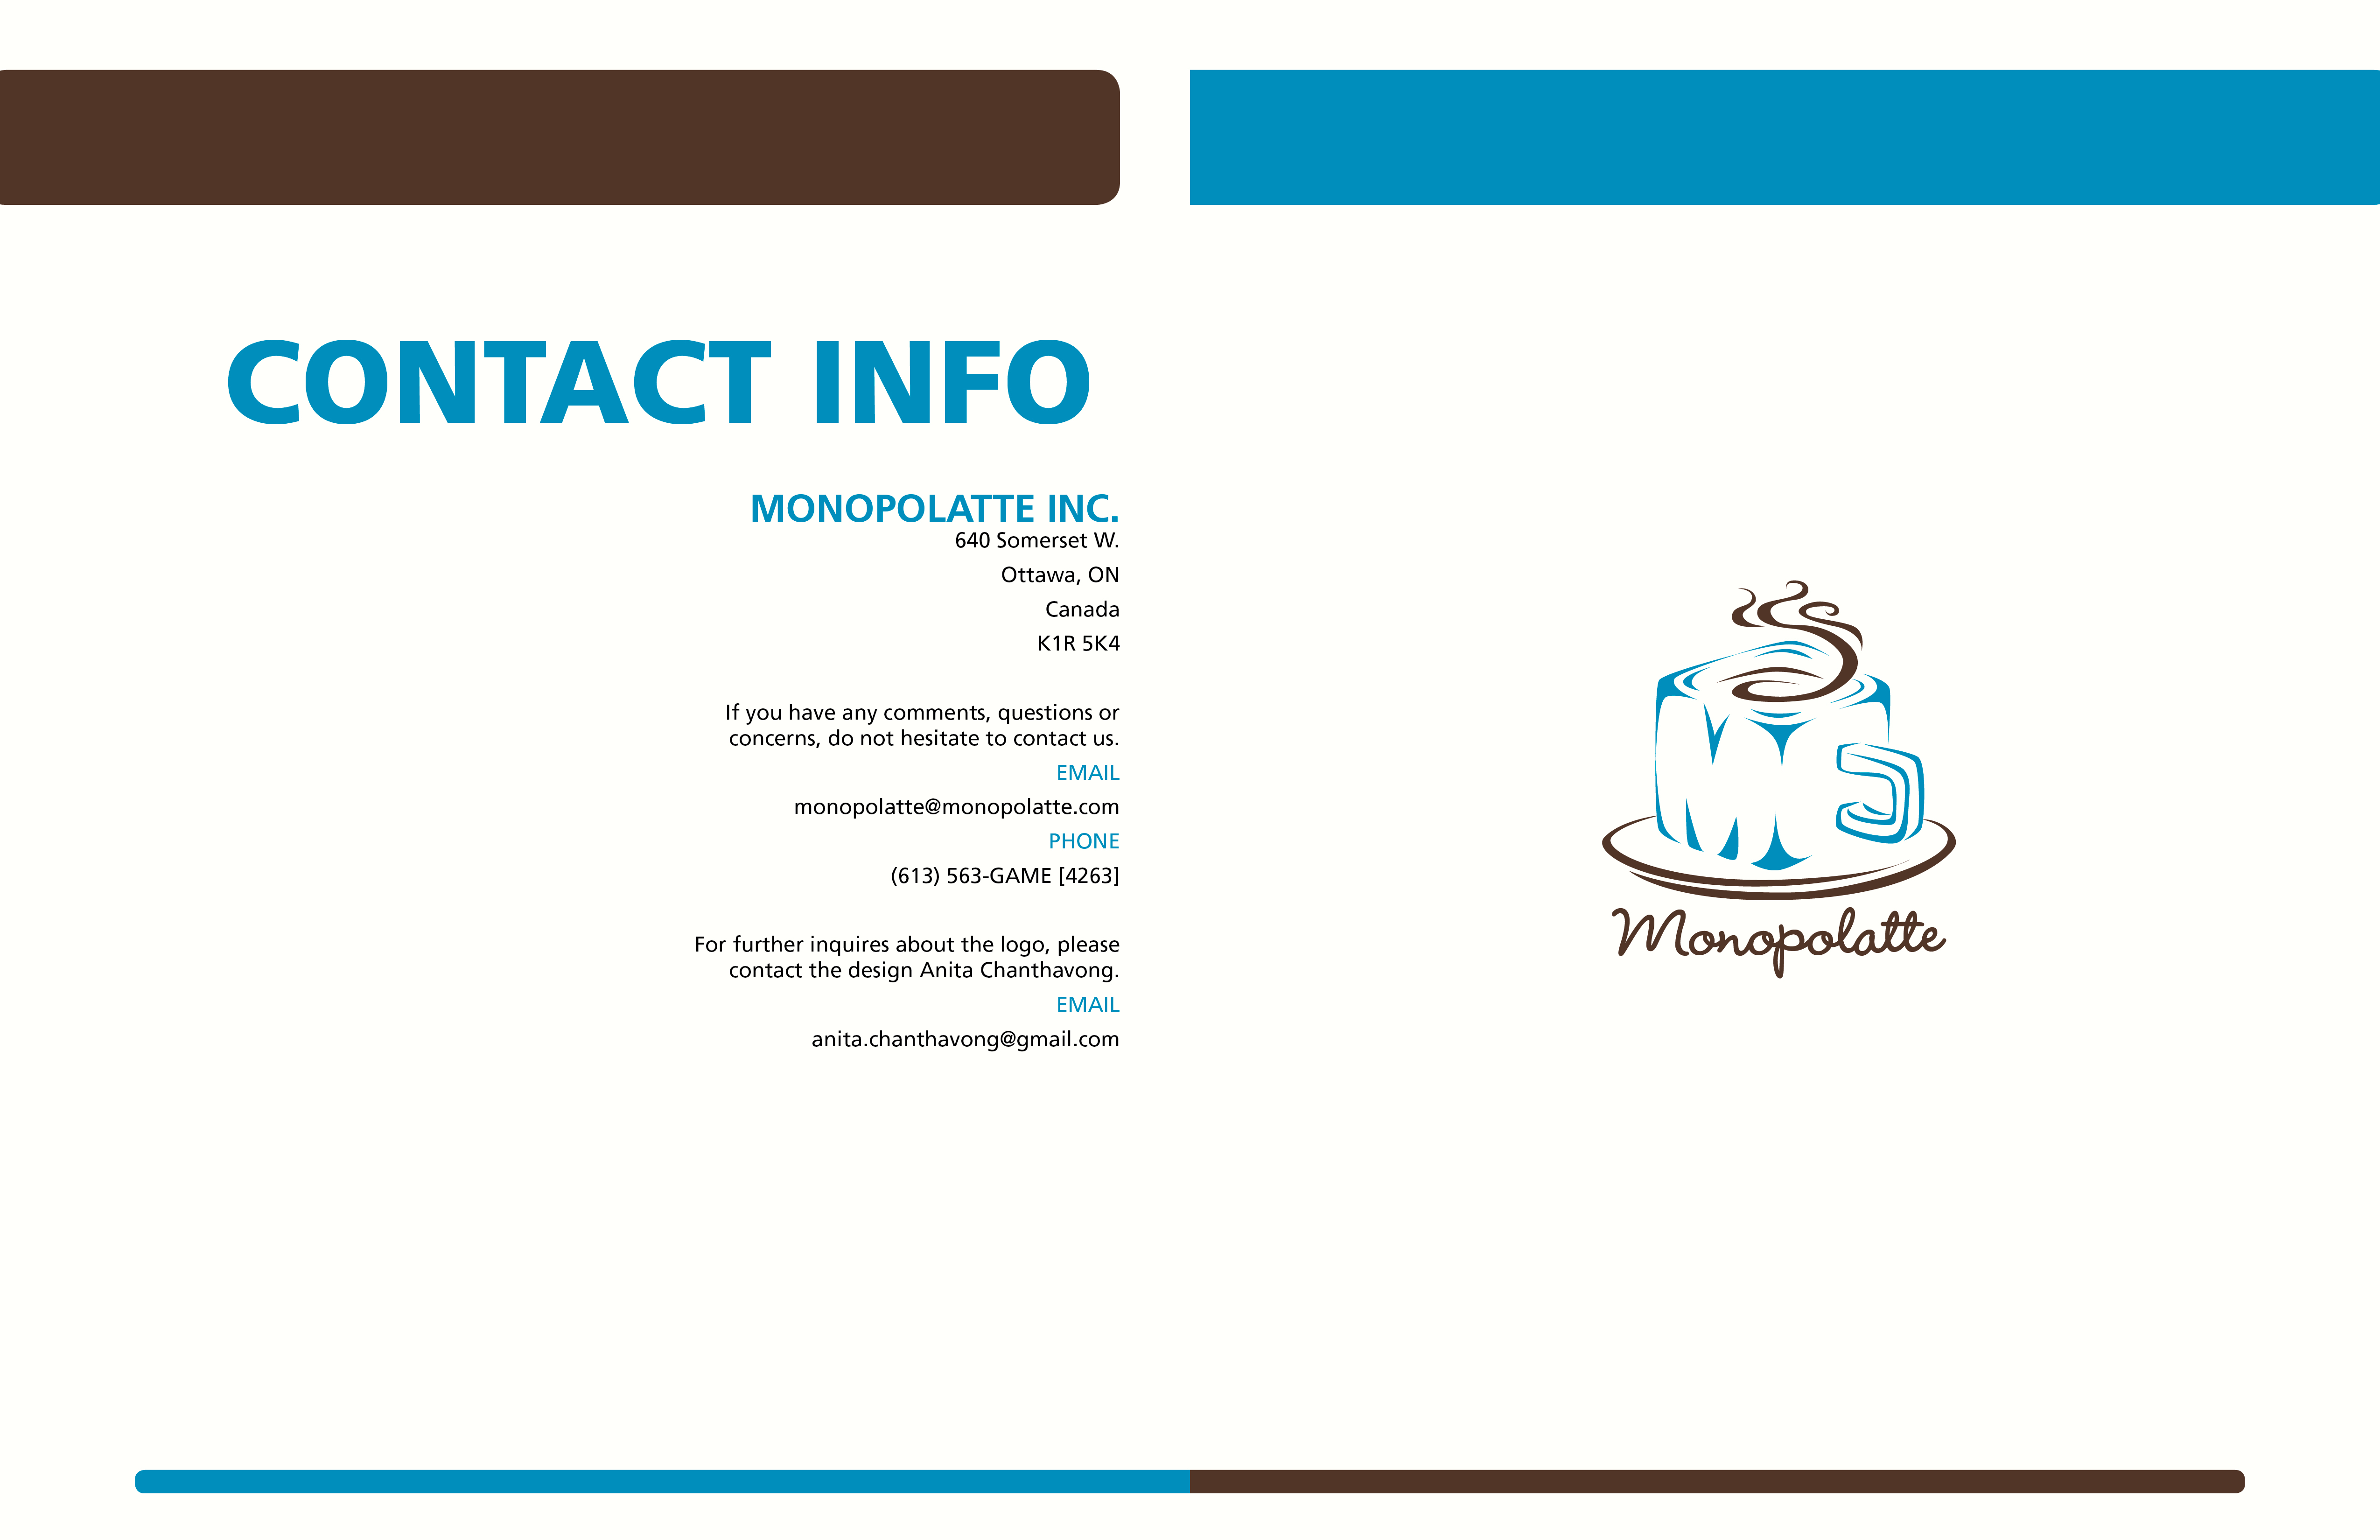 CONTACT INFO
MONOPOLATTE INC.
640 Somerset W.
Ottawa, ON
Canada
K1R 5K4
If you have any comments, questions or
concerns, do not hesitate to contact us.
EMAIL
monopolatte@monopolatte.com
PHONE
(613) 563-GAME [4263]
For further inquires about the logo, please
contact the design Anita Chanthavong.
EMAIL
anita.chanthavong@gmail.com
M
Monopolatte